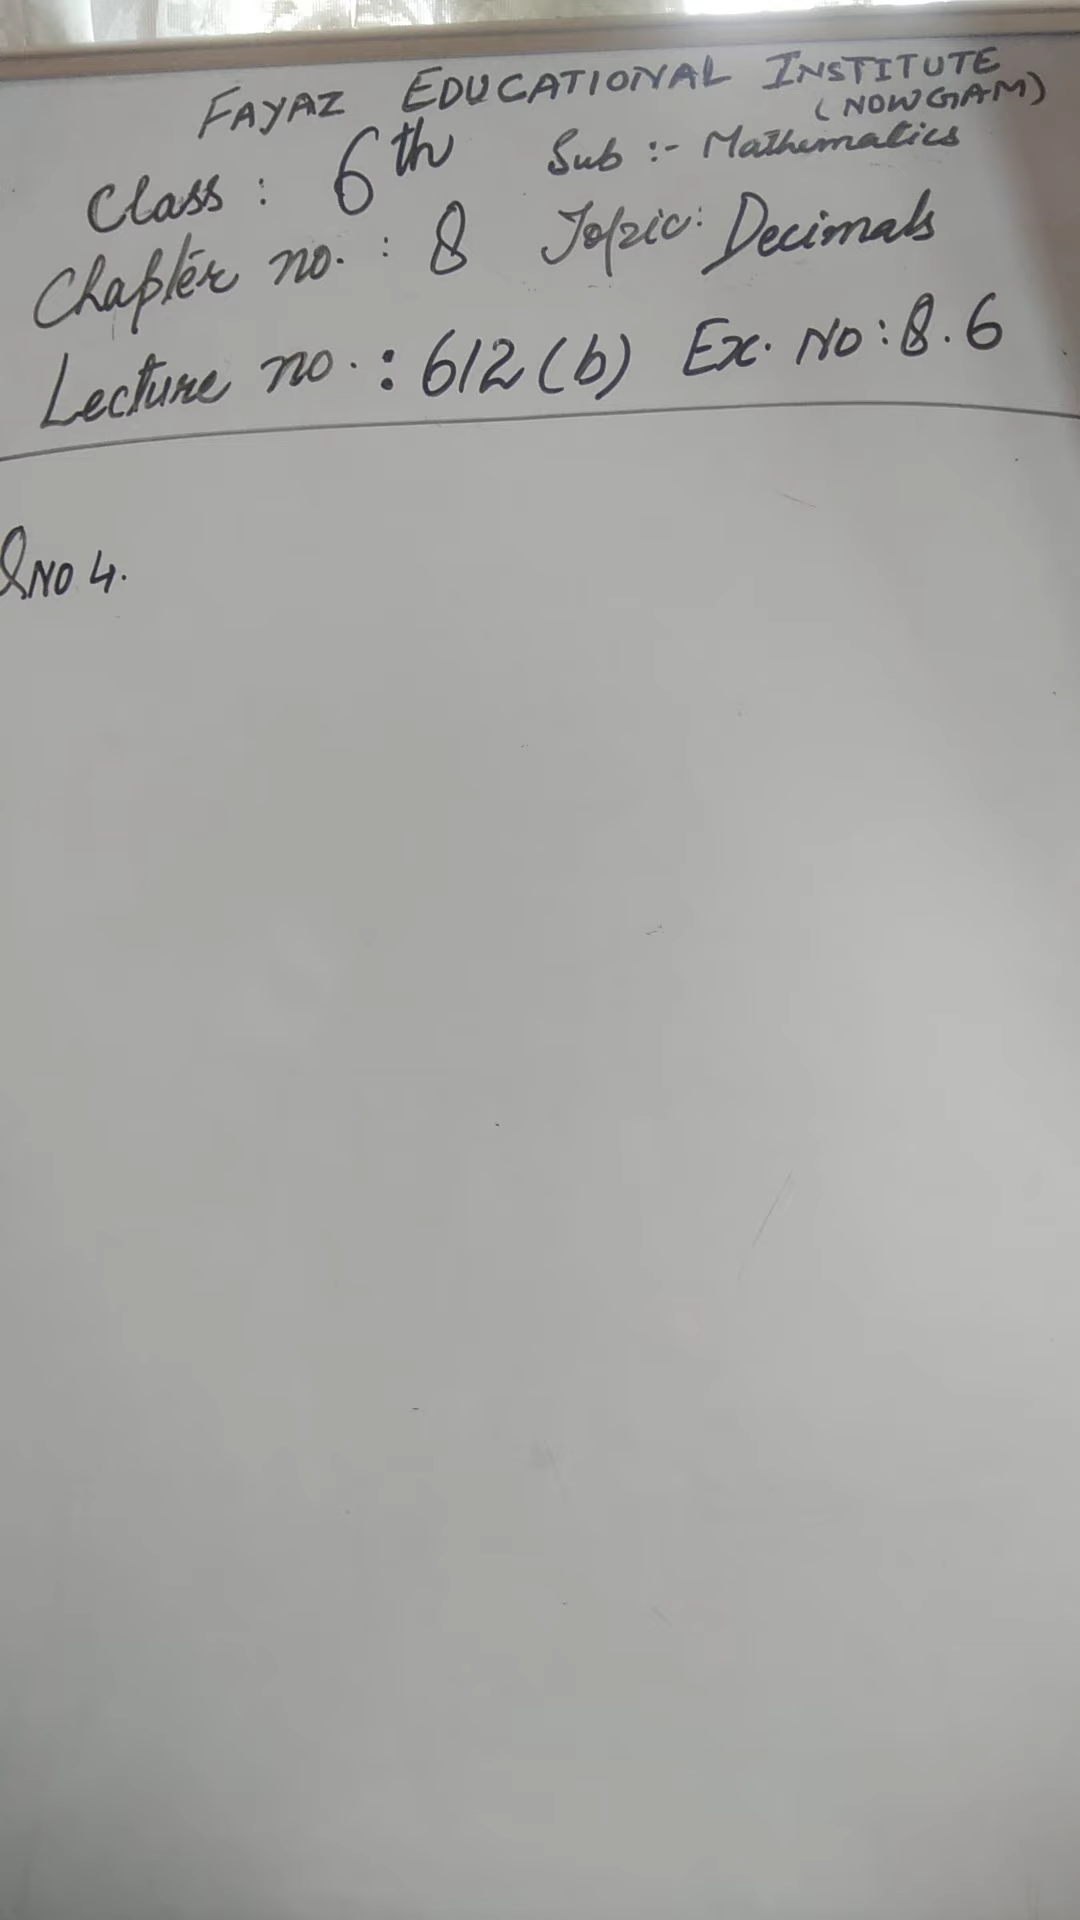 FAYAZ EDUCATIONAL INSTITUTE
(NOWGAM)
Class : 6th Sub :- Mathematics
Chapter no. : 8 Topic: Decimals
Lecture no. : 612 (b) Ex. No : 8.6
QNO 4.